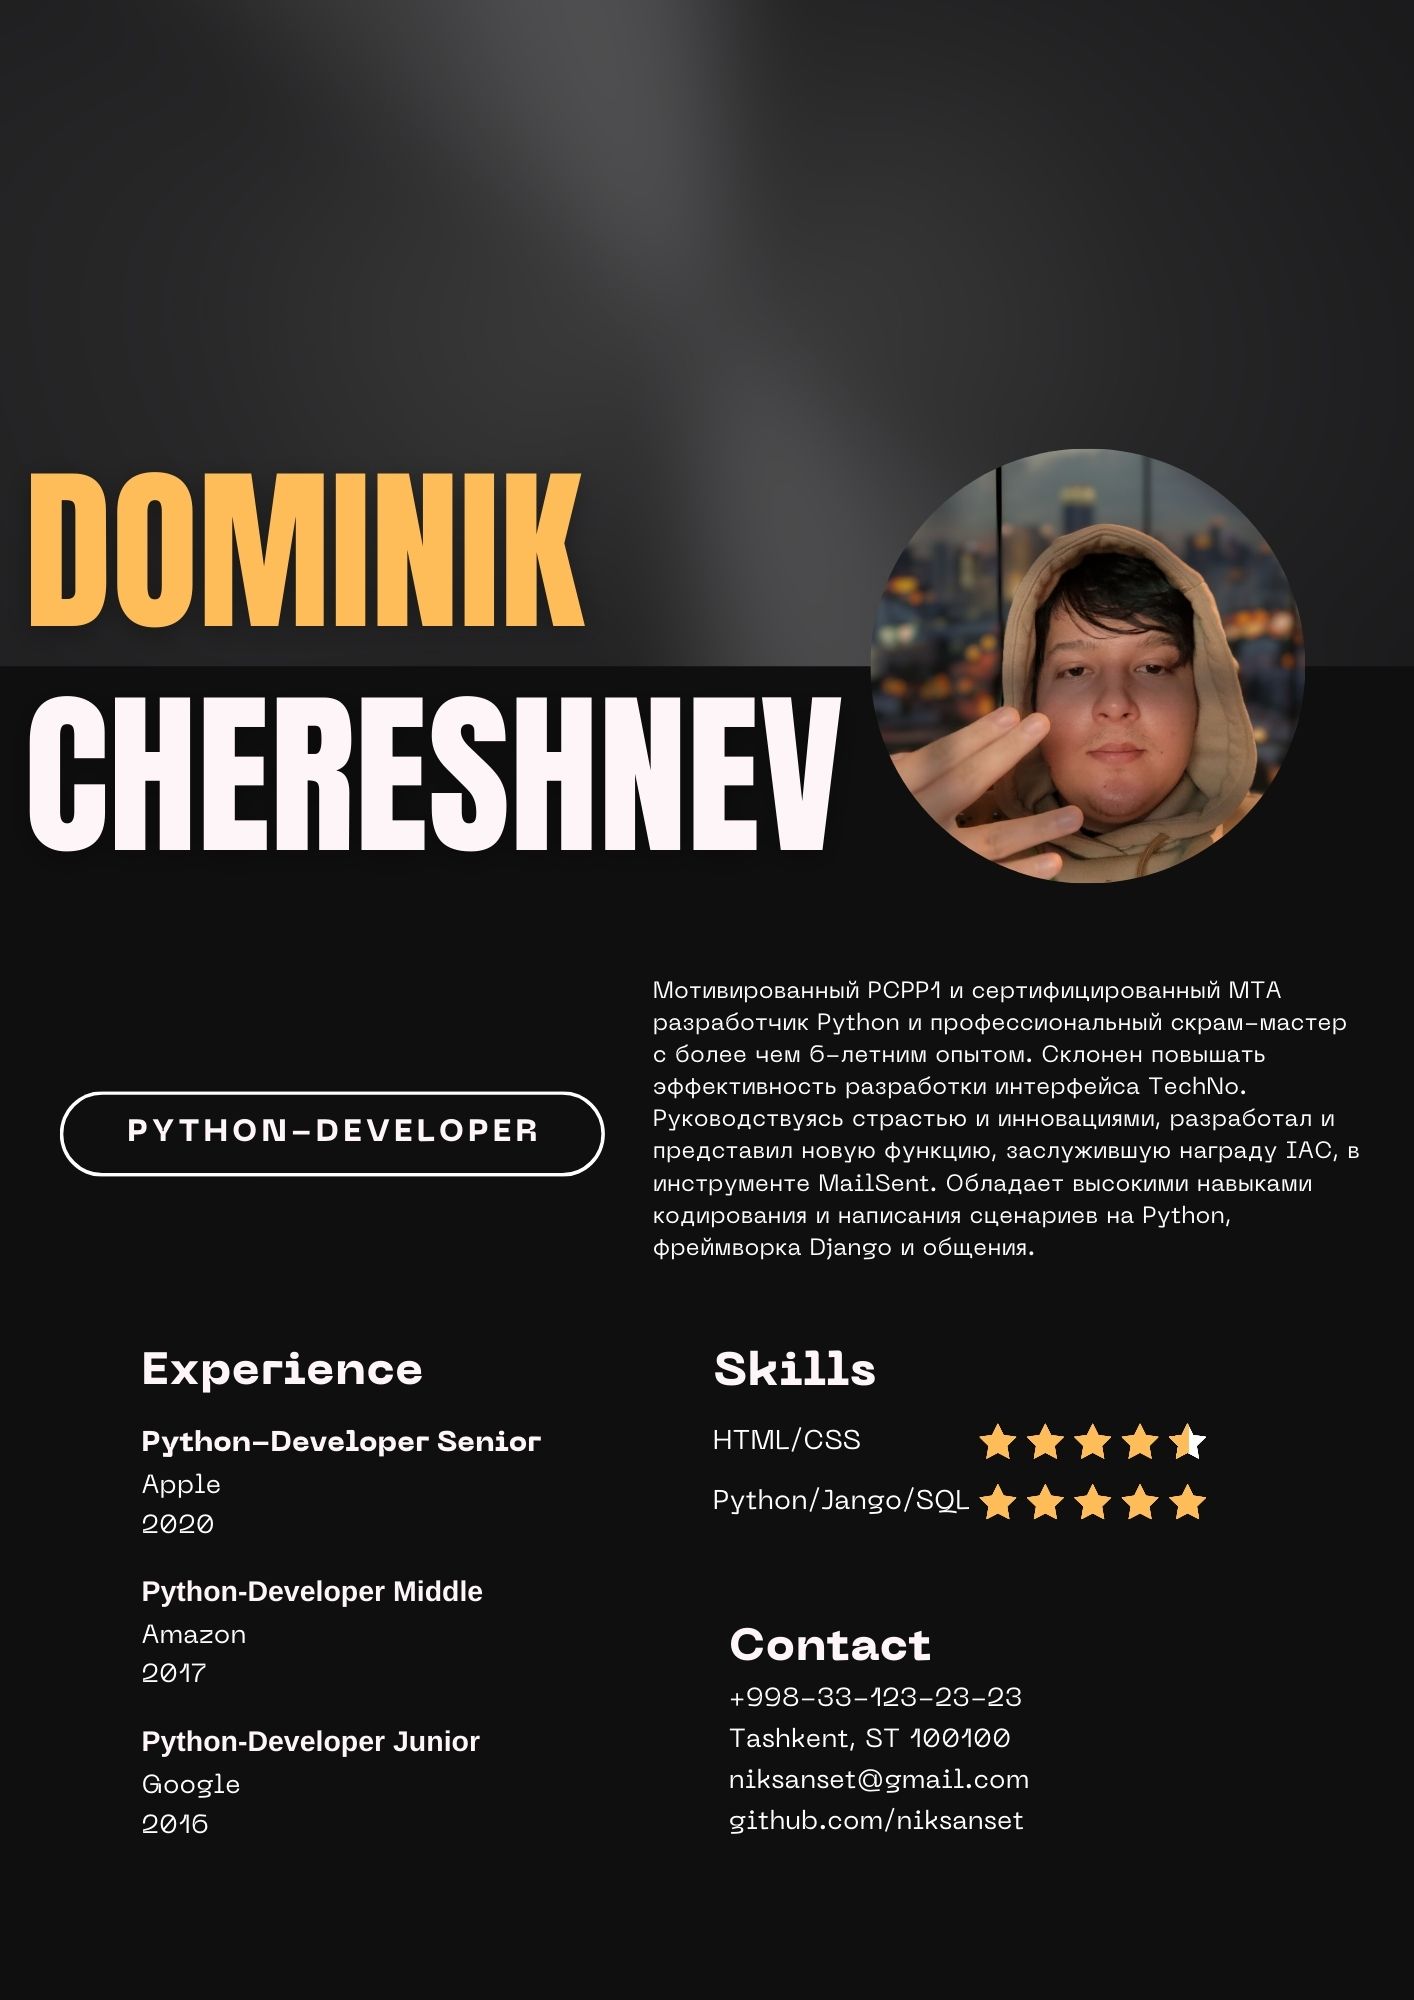 DOMINIK
CHERESHNEV
PYTHON-DEVELOPER
Мотивированный PCPP1 и сертифицированный MTA
разработчик Python и профессиональный скрам-мастер
с более чем 6-летним опытом. Склонен повышать
эффективность разработки интерфейса TechNo.
Руководствуясь страстью и инновациями, разработал и
представил новую функцию, заслужившую награду IAC, в
инструменте MailSent. Обладает высокими навыками
кодирования и написания сценариев на Python,
фреймворка Django и общения.
Experience
Python-Developer Senior
Apple
2020
Python-Developer Middle
Amazon
2017
Python-Developer Junior
Google
2016
Skills
HTML/CSS
Python/Jango/SQL
Contact
+998-33-123-23-23
Tashkent, ST 100100
niksanset@gmail.com
github.com/niksanset